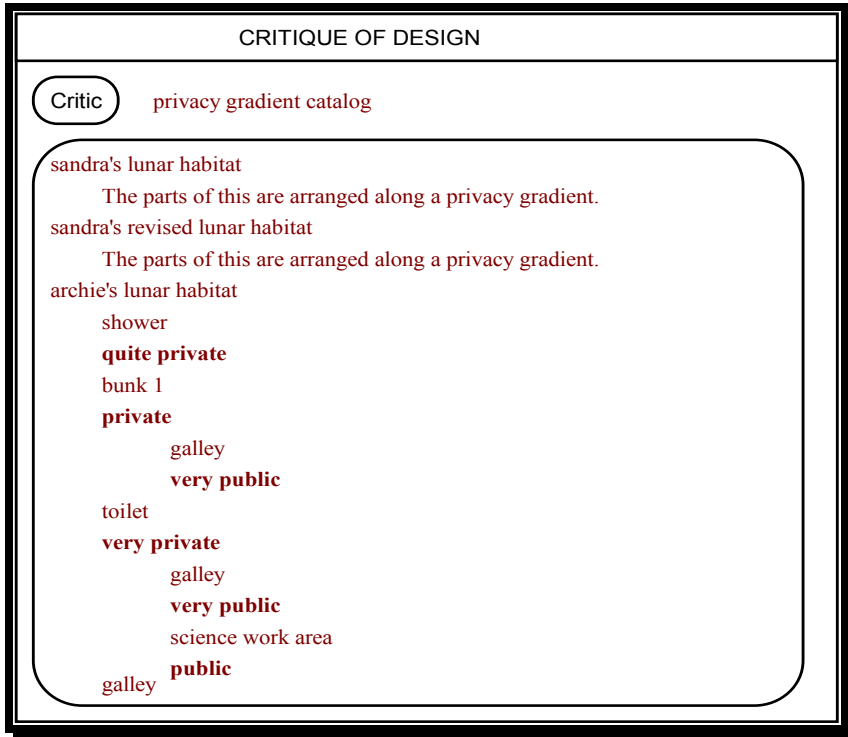 CRITIQUE OF DESIGN
Critic privacy gradient catalog
sandra's lunar habitat
The parts of this are arranged along a privacy gradient.
sandra's revised lunar habitat
The parts of this are arranged along a privacy gradient.
archie's lunar habitat
shower
quite private
bunk 1
private
galley
very public
toilet
very private
galley
very public
science work area
public
galley